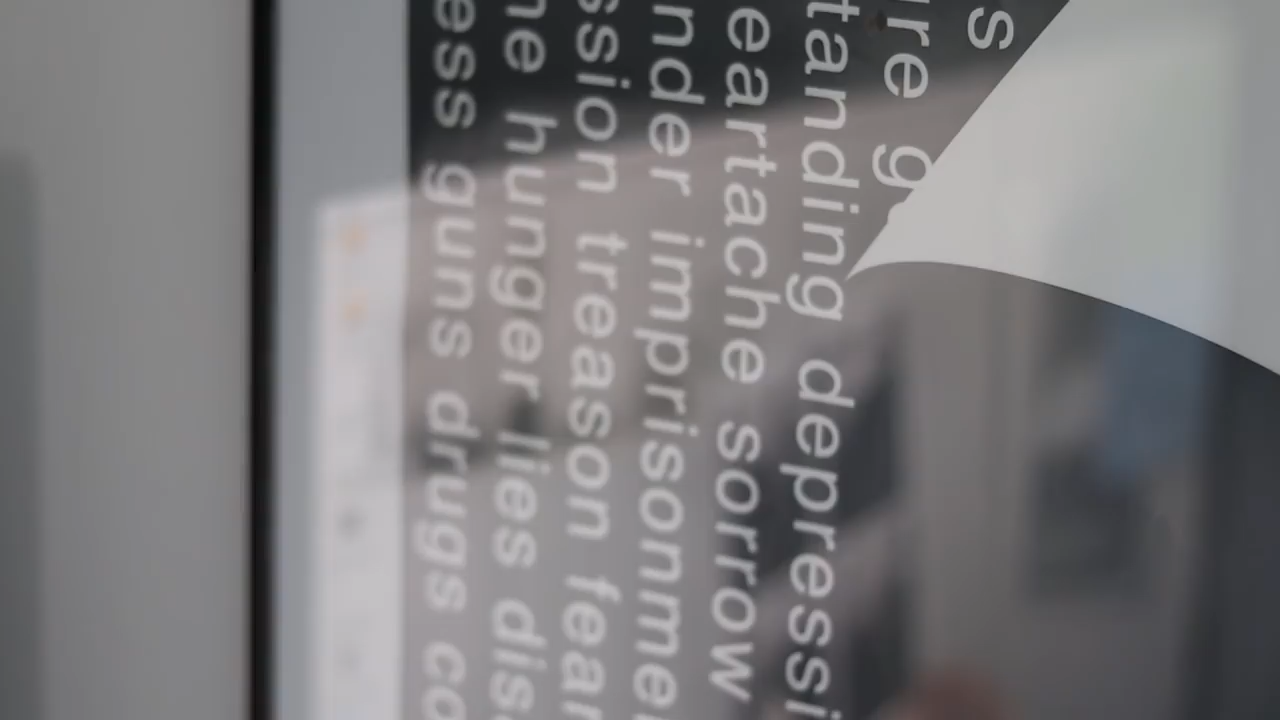 s
re g
tanding depressi
eartache sorrow
nder imprisonme
ssion treason fear
ne hunger lies dis
ess guns drugs co